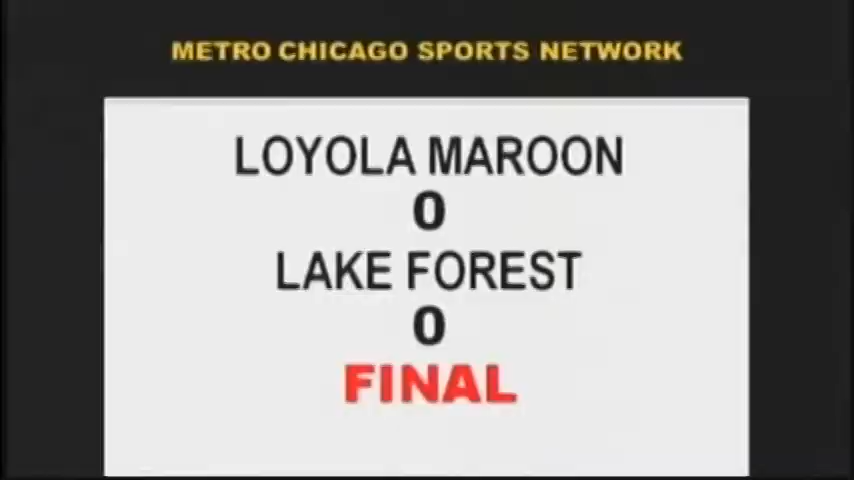 METRO CHICAGO SPORTS NETWORK
LOYOLA MAROON
0
LAKE FOREST
0
FINAL